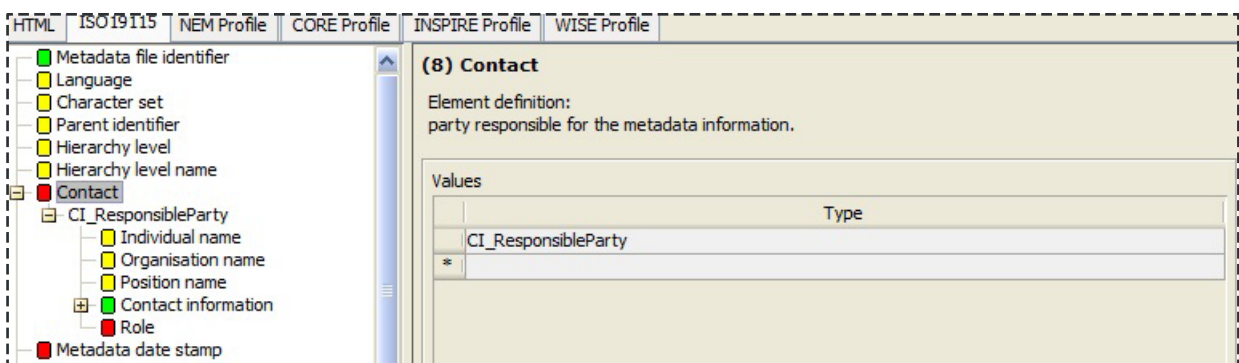 HTML ISO19115 NEM Profile CORE Profile INSPIRE Profile WISE Profile
Metadata file identifier
Language
Character set
Parent identifier
Hierarchy level
Hierarchy level name
Contact
CI_ResponsibleParty
Individual name
Organisation name
Position name
Contact information
Role
Metadata date stamp
(8) Contact
Element definition:
party responsible for the metadata information.
Values
Type
CI_ResponsibleParty
*